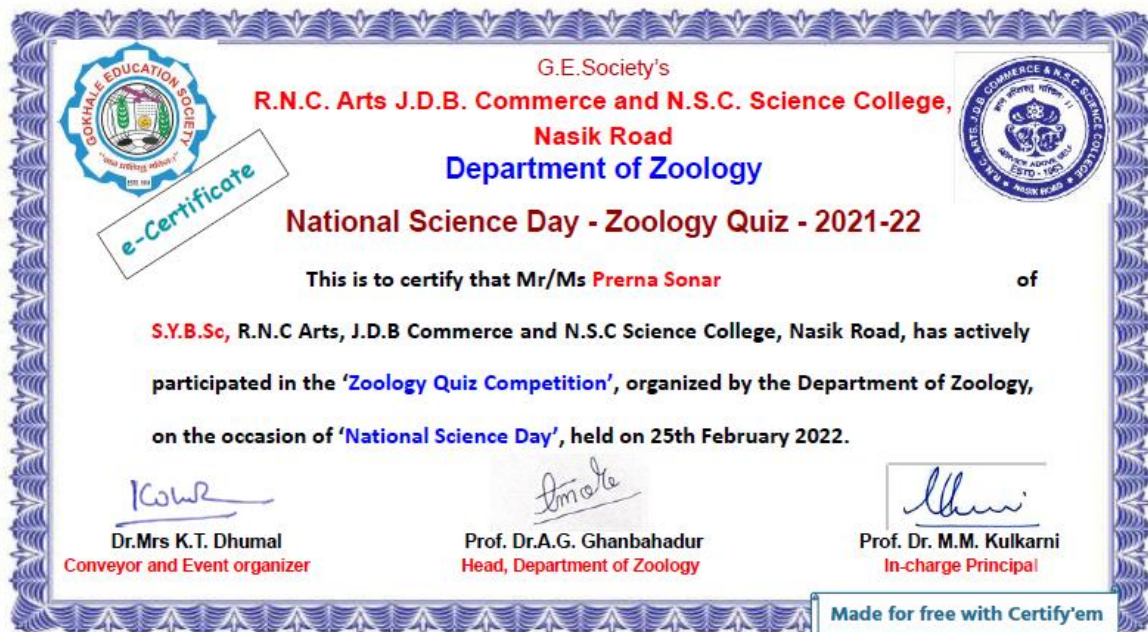 GOKHALE EDUCATION SOCIETY
ESTD. 1918
G.E.Society's
R.N.C. Arts J.D.B. Commerce and N.S.C. Science College,
Nasik Road
Department of Zoology
R.N.C. ARTS, J.D.B. COMMERCE & N.S.C. SCIENCE COLLEGE
SERVICE ABOVE SELF
ESTD - 1963
NASIK ROAD
e-Certificate
National Science Day - Zoology Quiz - 2021-22
This is to certify that Mr/Ms Prerna Sonar of
S.Y.B.Sc, R.N.C Arts, J.D.B Commerce and N.S.C Science College, Nasik Road, has actively
participated in the ‘Zoology Quiz Competition’, organized by the Department of Zoology,
on the occasion of ‘National Science Day’, held on 25th February 2022.
Dr.Mrs K.T. Dhumal
Conveyor and Event organizer
Prof. Dr.A.G. Ghanbahadur
Head, Department of Zoology
Prof. Dr. M.M. Kulkarni
In-charge Principal
Made for free with Certify'em